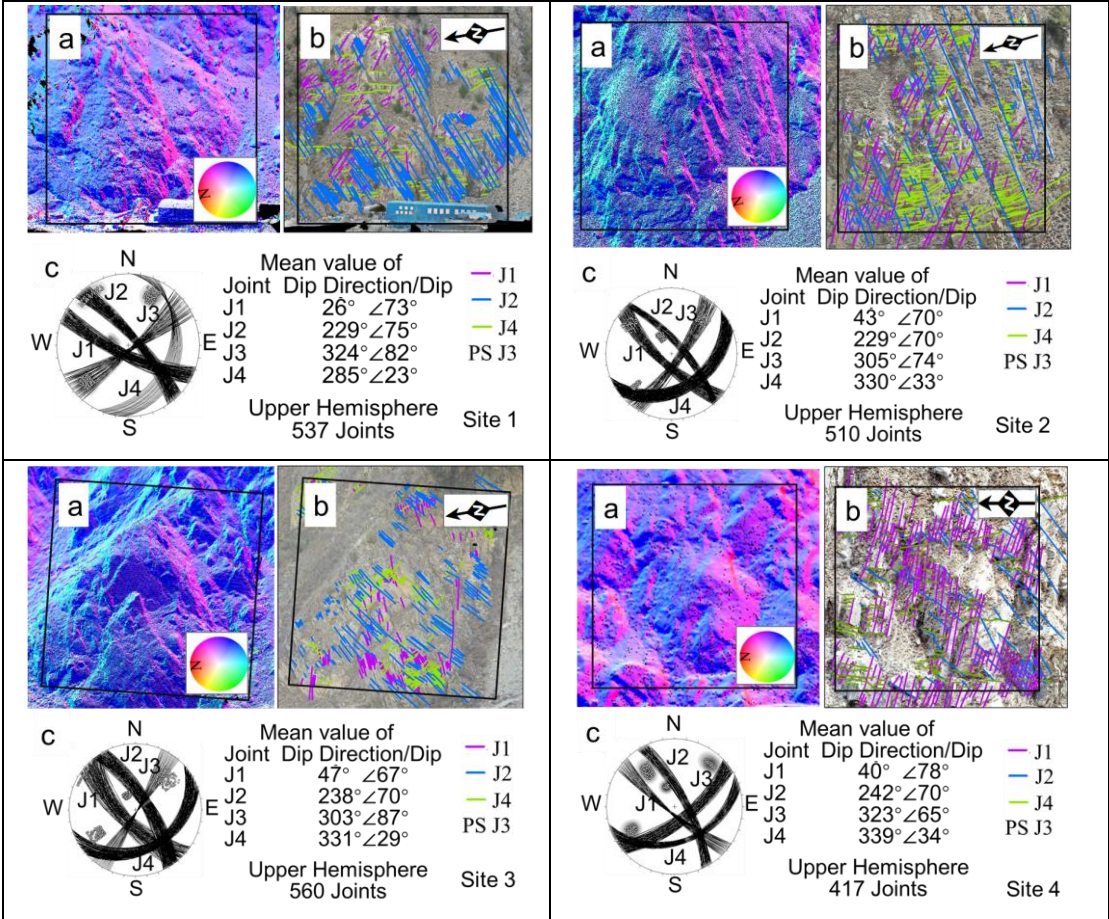 a
b
N
N
c
N
J2
J3
W
J1
E
J4
S
Mean value of
Joint Dip Direction/Dip
J1 26° ∠73°
J2 229°∠75°
J3 324°∠82°
J4 285°∠23°
Upper Hemisphere
537 Joints
J1
J2
J4
PS J3
Site 1
a
b
N
N
c
N
J2
J3
W
J1
E
J4
S
Mean value of
Joint Dip Direction/Dip
J1 43° ∠70°
J2 229°∠70°
J3 305°∠74°
J4 330°∠33°
Upper Hemisphere
510 Joints
J1
J2
J4
PS J3
Site 2
a
b
N
N
c
N
J2
J3
W
J1
E
J4
S
Mean value of
Joint Dip Direction/Dip
J1 47° ∠67°
J2 238°∠70°
J3 303°∠87°
J4 331°∠29°
Upper Hemisphere
560 Joints
J1
J2
J4
PS J3
Site 3
a
b
N
N
c
N
J2
J3
W
J1
E
J4
S
Mean value of
Joint Dip Direction/Dip
J1 40° ∠78°
J2 242°∠70°
J3 323°∠65°
J4 339°∠34°
Upper Hemisphere
417 Joints
J1
J2
J4
PS J3
Site 4